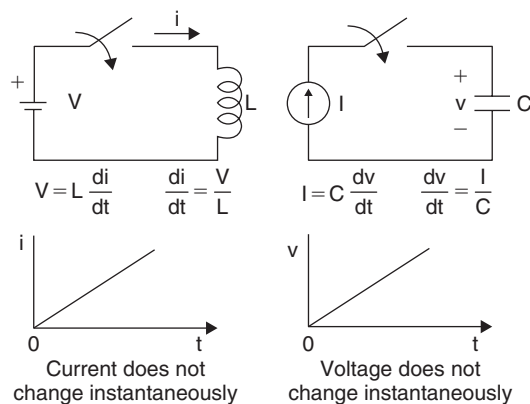 i
+
V
L
V = L di/dt
di/dt = V/L
i
0
t
Current does not
change instantaneously
I
+
v
−
C
I = C dv/dt
dv/dt = I/C
v
0
t
Voltage does not
change instantaneously